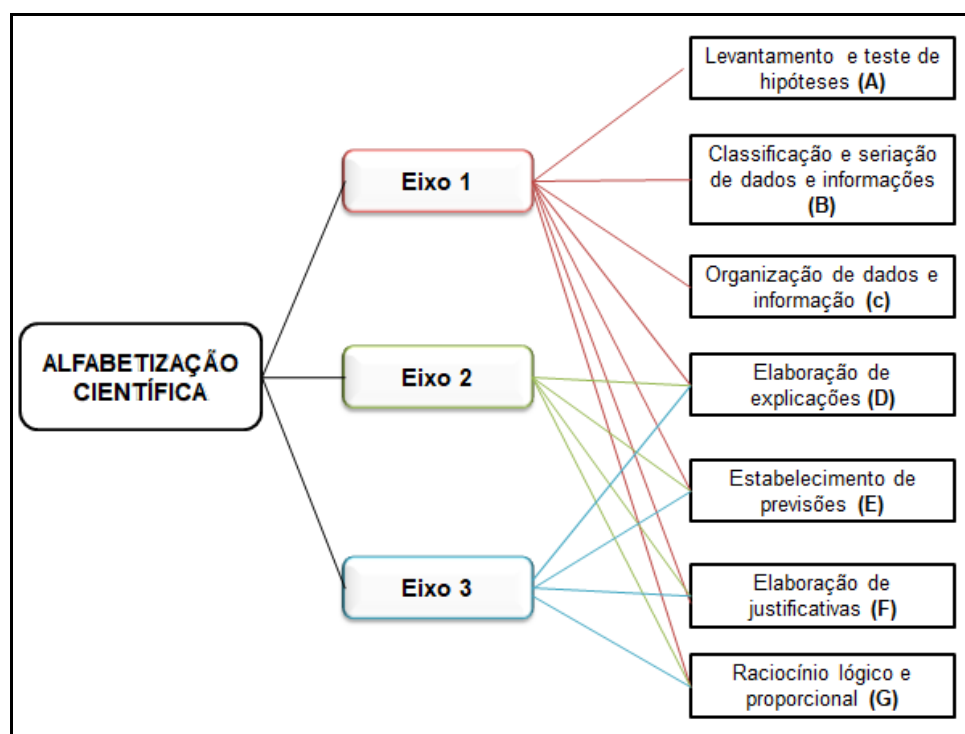 Levantamento e teste de
hipóteses (A)
Eixo 1
Classificação e seriação
de dados e informações
(B)
Organização de dados e
informação (c)
ALFABETIZAÇÃO
CIENTÍFICA
Eixo 2
Elaboração de
explicações (D)
Estabelecimento de
previsões (E)
Eixo 3
Elaboração de
justificativas (F)
Raciocínio lógico e
proporcional (G)